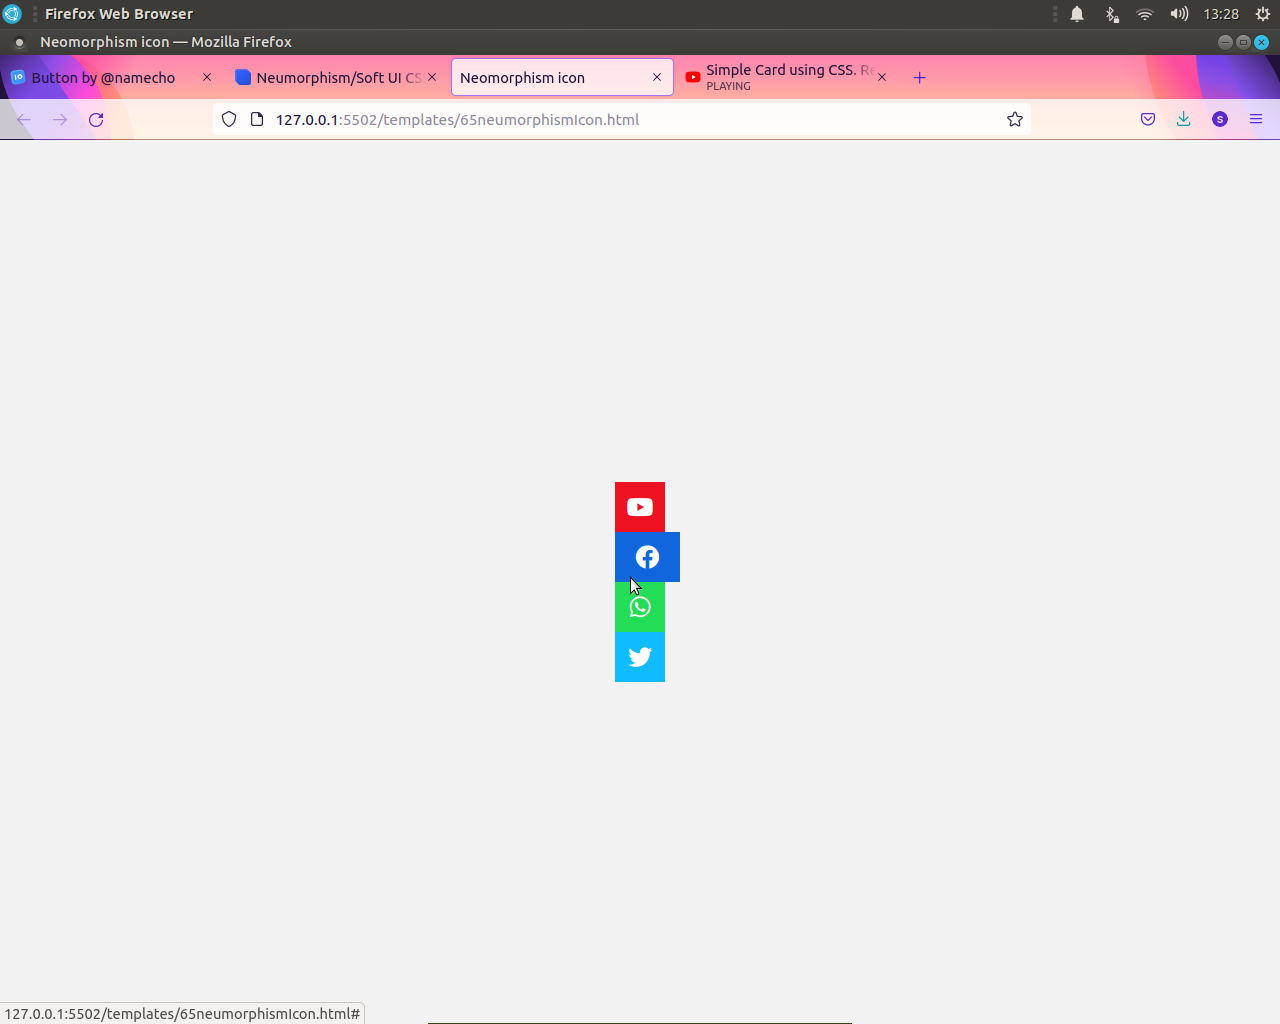 Firefox Web Browser
13:28
Neomorphism icon — Mozilla Firefox
Button by @namecho
Neumorphism/Soft UI CS
Neomorphism icon
Simple Card using CSS. Re
PLAYING
127.0.0.1:5502/templates/65neumorphismIcon.html
S
127.0.0.1:5502/templates/65neumorphismIcon.html#